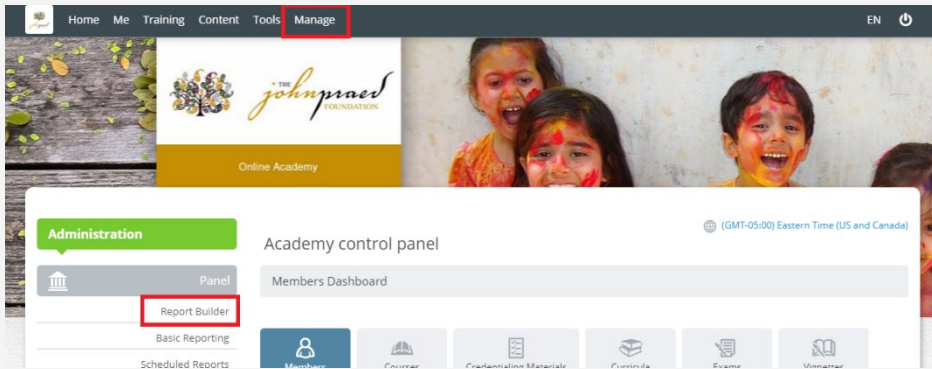 Home Me Training Content Tools Manage EN
THE
johnpraed
FOUNDATION
Online Academy
Administration
(GMT-05:00) Eastern Time (US and Canada)
Academy control panel
Panel
Members Dashboard
Report Builder
Basic Reporting
Scheduled Reports
Members Courses Credentialing Materials Curricula Exams Vignettes